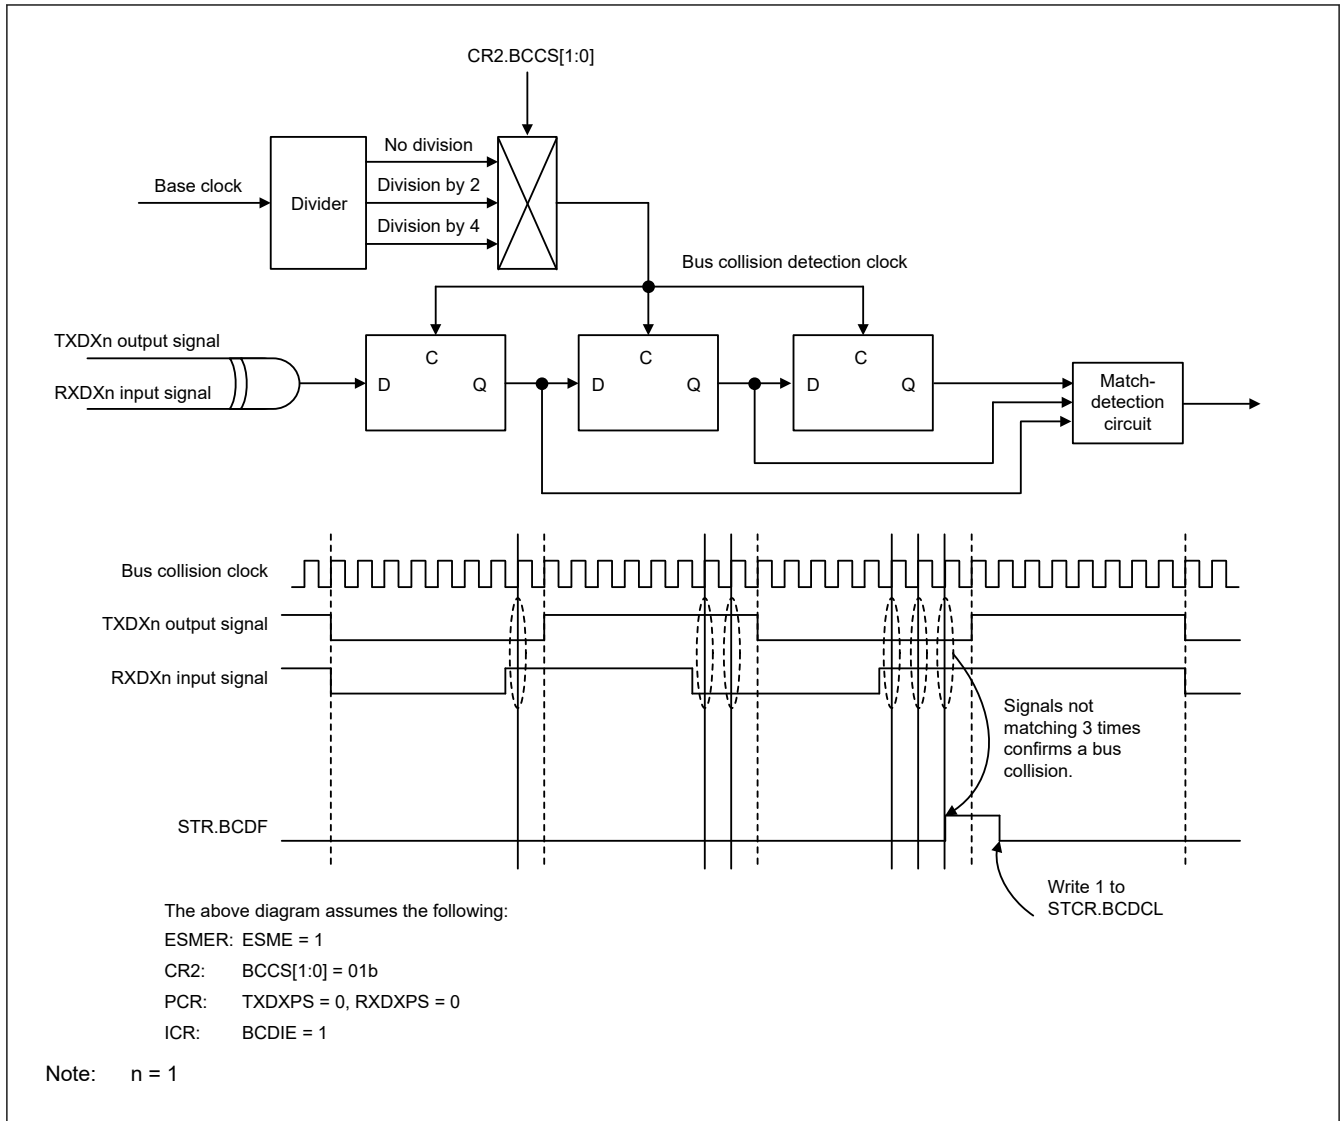 CR2.BCCS[1:0]
No division
Base clock
Divider
Division by 2
Division by 4
Bus collision detection clock
TXDXn output signal
RXDXn input signal
C
D
Q
C
D
Q
C
D
Q
Match-
detection
circuit
Bus collision clock
TXDXn output signal
RXDXn input signal
Signals not
matching 3 times
confirms a bus
collision.
STR.BCDF
Write 1 to
STCR.BCDCL
The above diagram assumes the following:
ESMER: ESME = 1
CR2: BCCS[1:0] = 01b
PCR: TXDXPS = 0, RXDXPS = 0
ICR: BCDIE = 1
Note: n = 1